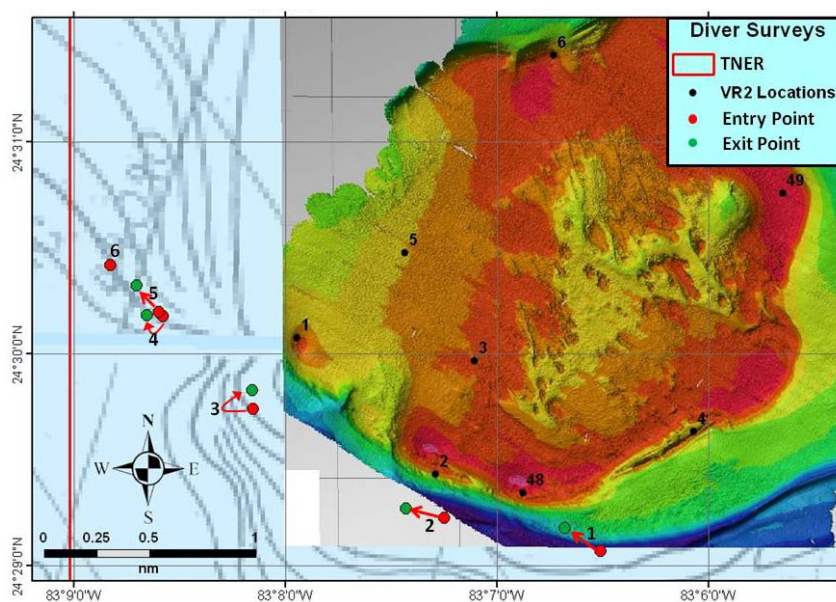 Diver Surveys
TNER
VR2 Locations
Entry Point
Exit Point
24°31'0"N
24°30'0"N
24°29'0"N
83°9'0"W
83°8'0"W
83°7'0"W
83°6'0"W
6
49
5
1
3
4
2
48
6
5
4
3
2
1
N
W E
S
0 0.25 0.5 1
nm